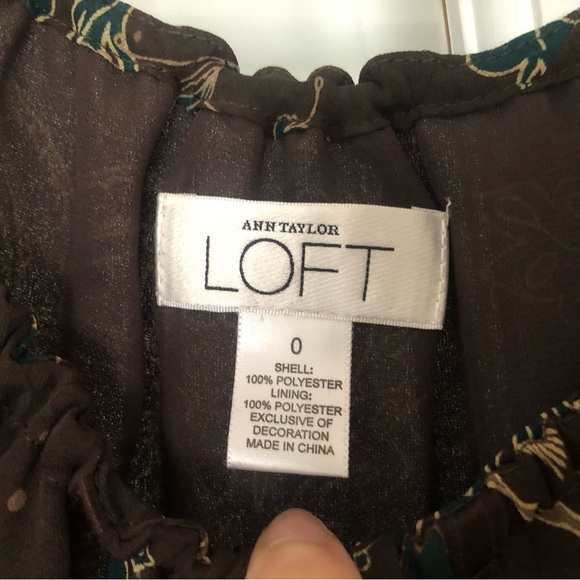 ANN TAYLOR
LOFT
0
SHELL:
100% POLYESTER
LINING:
100% POLYESTER
EXCLUSIVE OF
DECORATION
MADE IN CHINA